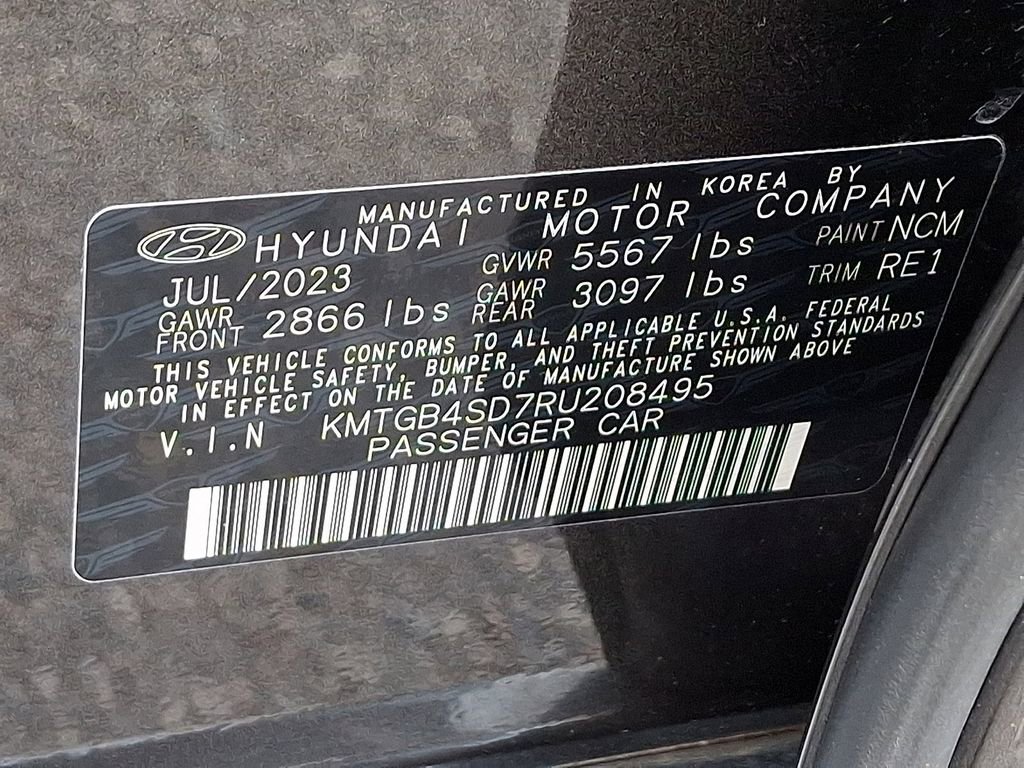 MANUFACTURED IN KOREA BY
HYUNDAI MOTOR COMPANY
JUL/2023 GVWR 5567 lbs PAINT NCM
GAWR FRONT 2866 lbs GAWR REAR 3097 lbs TRIM RE1
THIS VEHICLE CONFORMS TO ALL APPLICABLE U.S.A. FEDERAL
MOTOR VEHICLE SAFETY, BUMPER, AND THEFT PREVENTION STANDARDS
IN EFFECT ON THE DATE OF MANUFACTURE SHOWN ABOVE
V.I.N KMTGB4SD7RU208495
PASSENGER CAR